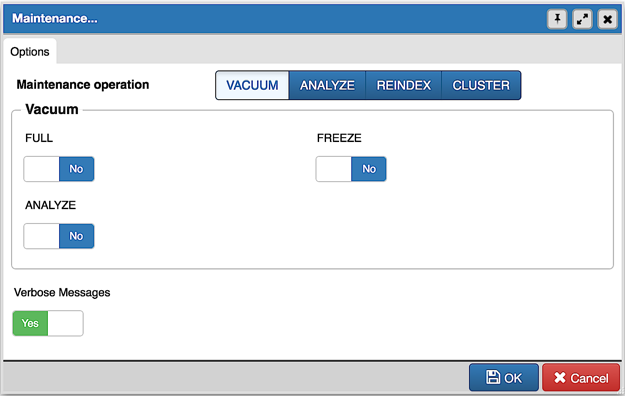 Maintenance...
Options
Maintenance operation VACUUM ANALYZE REINDEX CLUSTER
Vacuum
FULL FREEZE
No No
ANALYZE
No
Verbose Messages
Yes
OK Cancel